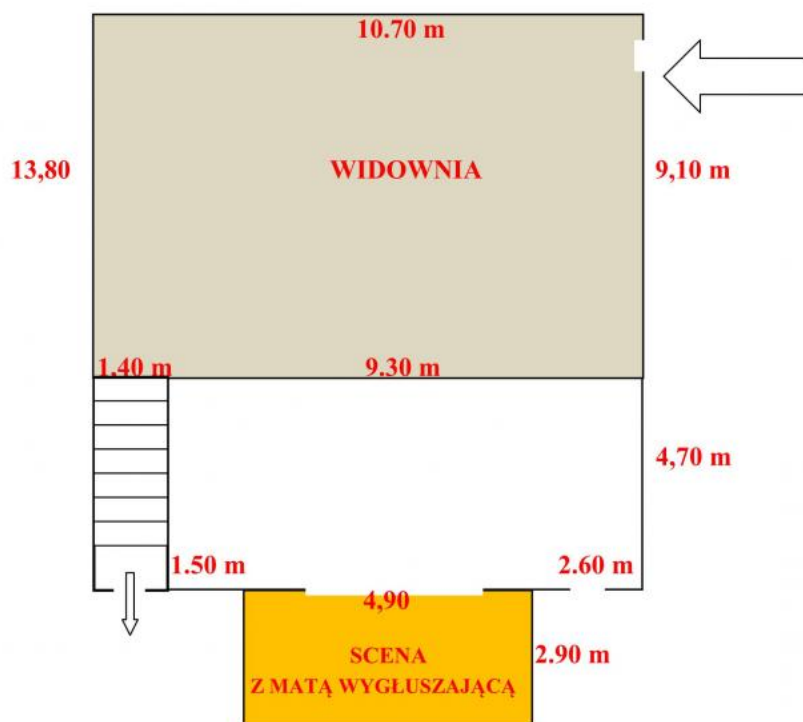 10.70 m
13,80
WIDOWNIA
9,10 m
1,40 m
9.30 m
4,70 m
1.50 m
2.60 m
4,90
SCENA
2.90 m
Z MATĄ WYGŁUSZAJĄCĄ